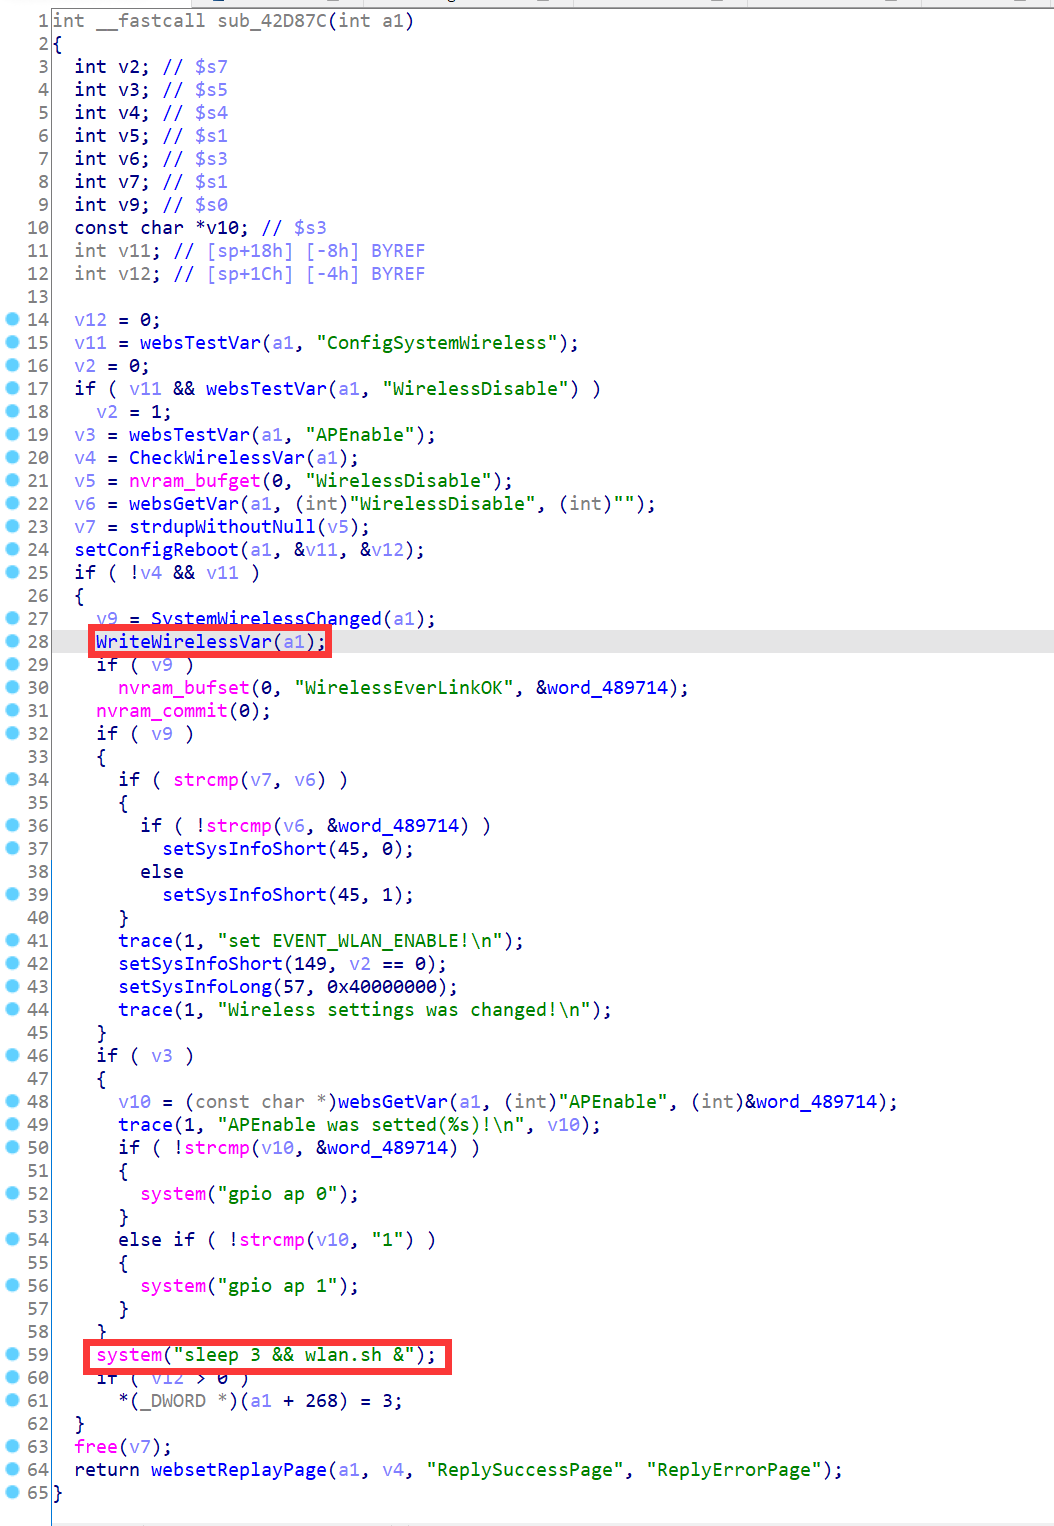 1 int __fastcall sub_42D87C(int a1)
2 {
3 int v2; // $s7
4 int v3; // $s5
5 int v4; // $s4
6 int v5; // $s1
7 int v6; // $s3
8 int v7; // $s1
9 int v9; // $s0
10 const char *v10; // $s3
11 int v11; // [sp+18h] [-8h] BYREF
12 int v12; // [sp+1Ch] [-4h] BYREF
13
14 v12 = 0;
15 v11 = websTestVar(a1, "ConfigSystemWireless");
16 v2 = 0;
17 if ( v11 && websTestVar(a1, "WirelessDisable") )
18 v2 = 1;
19 v3 = websTestVar(a1, "APEnable");
20 v4 = CheckWirelessVar(a1);
21 v5 = nvram_bufget(0, "WirelessDisable");
22 v6 = websGetVar(a1, (int)"WirelessDisable", (int)"");
23 v7 = strdupWithoutNull(v5);
24 setConfigReboot(a1, &v11, &v12);
25 if ( !v4 && v11 )
26 {
27 v9 = SystemWirelessChanged(a1);
28 WriteWirelessVar(a1);
29 if ( v9 )
30 nvram_bufset(0, "WirelessEverLinkOK", &word_489714);
31 nvram_commit(0);
32 if ( v9 )
33 {
34 if ( strcmp(v7, v6) )
35 {
36 if ( !strcmp(v6, &word_489714) )
37 setSysInfoShort(45, 0);
38 else
39 setSysInfoShort(45, 1);
40 }
41 trace(1, "set EVENT_WLAN_ENABLE!\n");
42 setSysInfoShort(149, v2 == 0);
43 setSysInfoLong(57, 0x40000000);
44 trace(1, "Wireless settings was changed!\n");
45 }
46 if ( v3 )
47 {
48 v10 = (const char *)websGetVar(a1, (int)"APEnable", (int)&word_489714);
49 trace(1, "APEnable was setted(%s)!\n", v10);
50 if ( !strcmp(v10, &word_489714) )
51 {
52 system("gpio ap 0");
53 }
54 else if ( !strcmp(v10, "1") )
55 {
56 system("gpio ap 1");
57 }
58 }
59 system("sleep 3 && wlan.sh &");
60 if ( v12 > 0 )
61 *(_DWORD *)(a1 + 268) = 3;
62 }
63 free(v7);
64 return websetReplayPage(a1, v4, "ReplySuccessPage", "ReplyErrorPage");
65 }